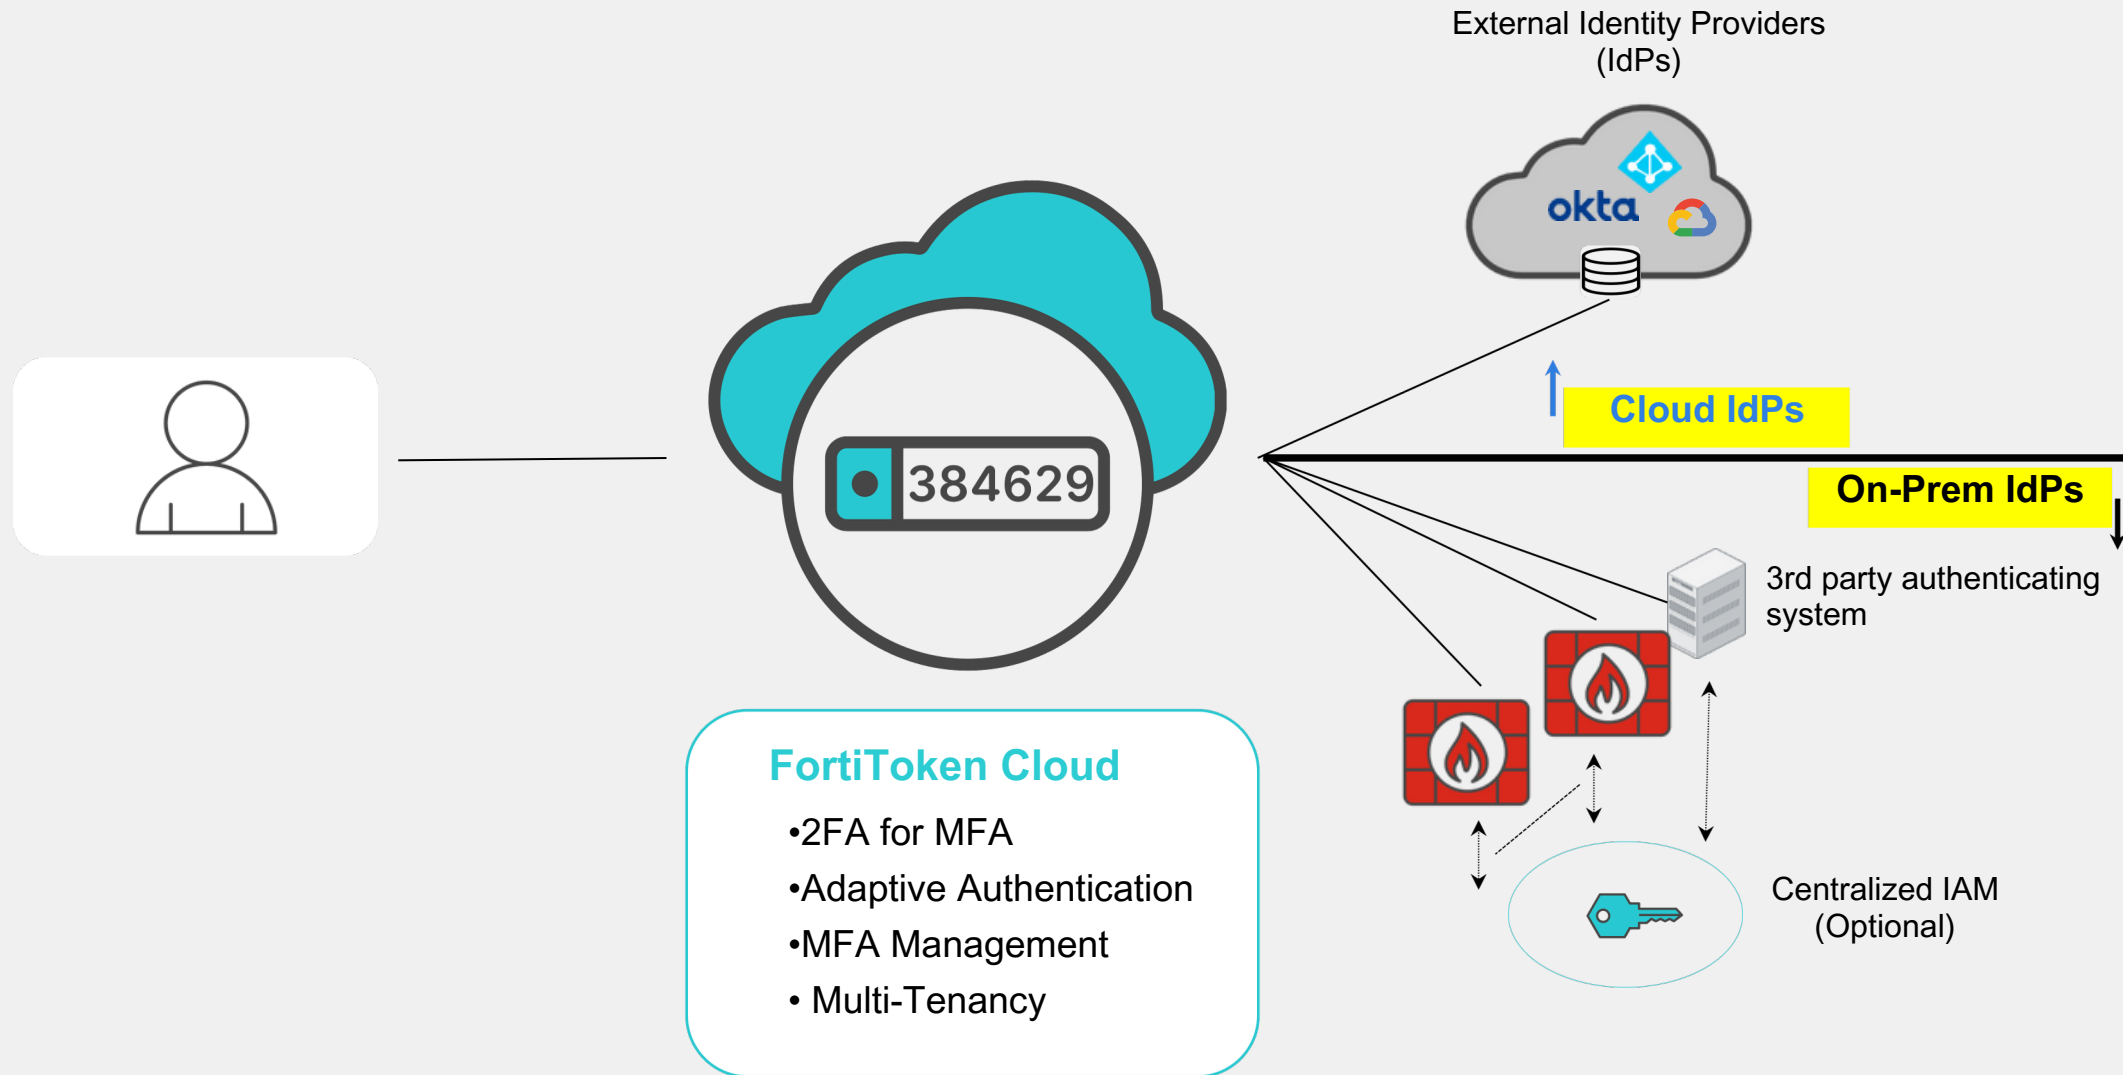 External Identity Providers
(IdPs)
okta
Cloud IdPs
On-Prem IdPs
384629
3rd party authenticating
system
FortiToken Cloud
•2FA for MFA
•Adaptive Authentication
•MFA Management
• Multi-Tenancy
Centralized IAM
(Optional)